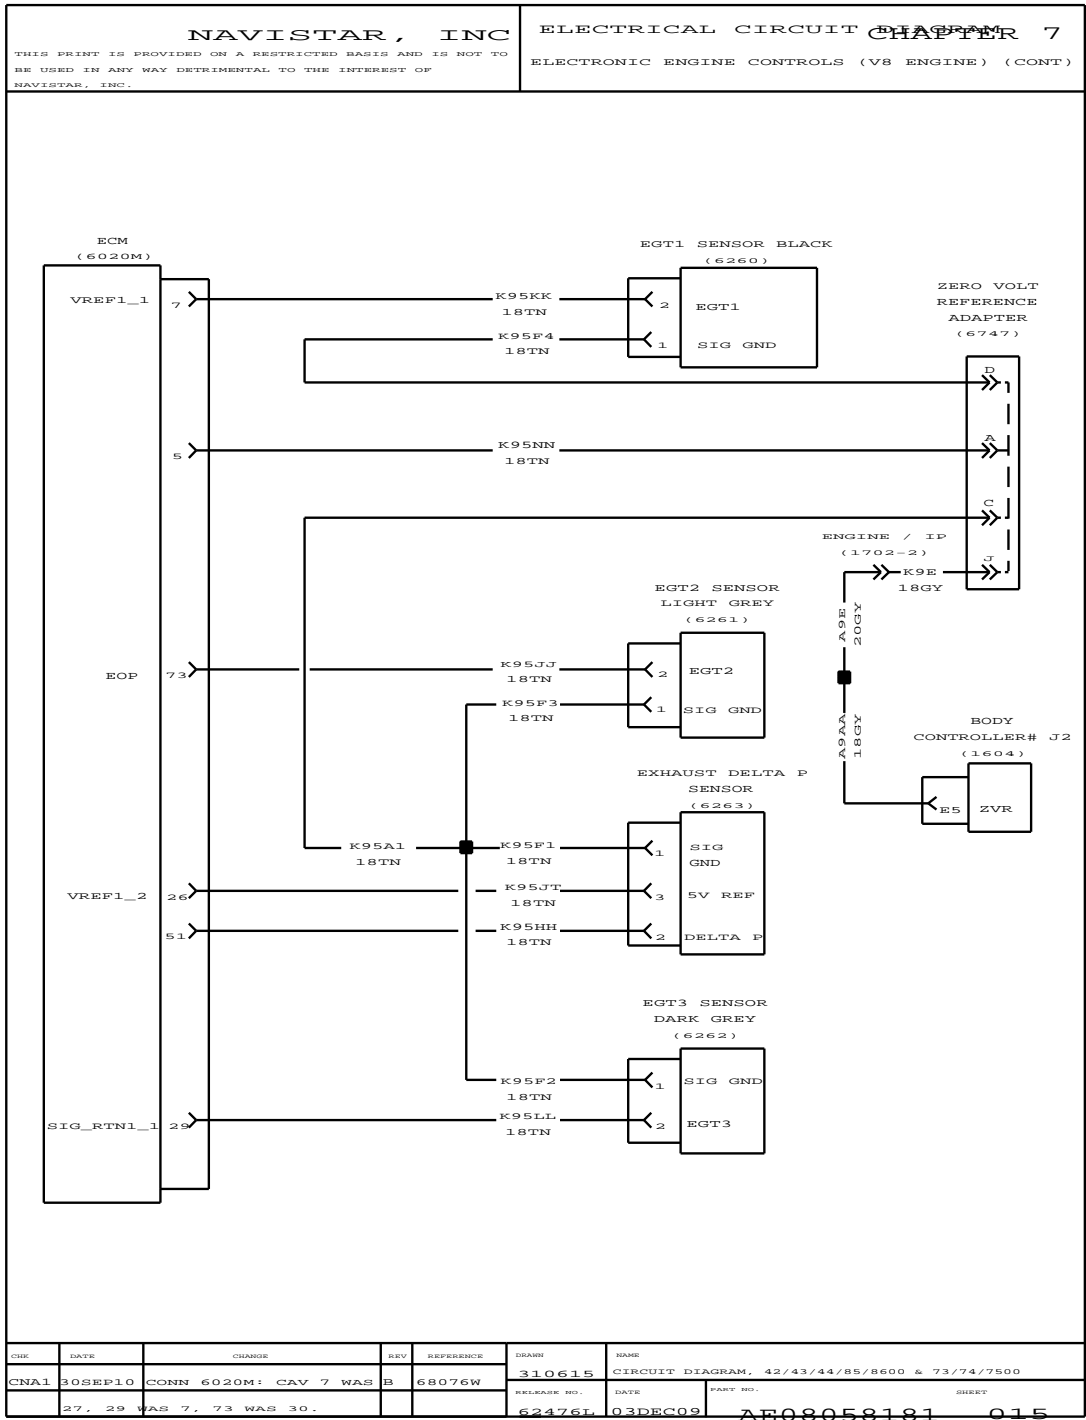 NAVISTAR, INC
THIS PRINT IS PROVIDED ON A RESTRICTED BASIS AND IS NOT TO
BE USED IN ANY WAY DETRIMENTAL TO THE INTEREST OF
NAVISTAR, INC.
ELECTRICAL CIRCUIT DIAGRAM
CHAPTER 7
ELECTRONIC ENGINE CONTROLS (V8 ENGINE) (CONT)
ECM
(6020M)
EGT1 SENSOR BLACK
(6260)
VREF1_1
7
K95KK
18TN
2
EGT1
K95F4
18TN
1
SIG GND
ZERO VOLT
REFERENCE
ADAPTER
(6747)
D
5
K95NN
18TN
A
C
ENGINE / IP
(1702-2)
J
K9E
18GY
A9E
20GY
EGT2 SENSOR
LIGHT GREY
(6261)
EOP
73
K95JJ
18TN
2
EGT2
K95F3
18TN
1
SIG GND
A9AA
18GY
BODY
CONTROLLER# J2
(1604)
E5
ZVR
EXHAUST DELTA P
SENSOR
(6263)
K95A1
18TN
K95F1
18TN
1
SIG
GND
VREF1_2
26
K95JT
18TN
3
5V REF
51
K95HH
18TN
2
DELTA P
EGT3 SENSOR
DARK GREY
(6262)
K95F2
18TN
1
SIG GND
SIG_RTN1_1
29
K95LL
18TN
2
EGT3
CHK
DATE
CHANGE
REV
REFERENCE
DRAWN
NAME
CNA1
30SEP10
CONN 6020M: CAV 7 WAS
B
68076W
310615
CIRCUIT DIAGRAM, 42/43/44/85/8600 & 73/74/7500
27, 29 WAS 7, 73 WAS 30.
RELEASE NO.
DATE
PART NO.
SHEET
62476L
03DEC09
AE08058181
015